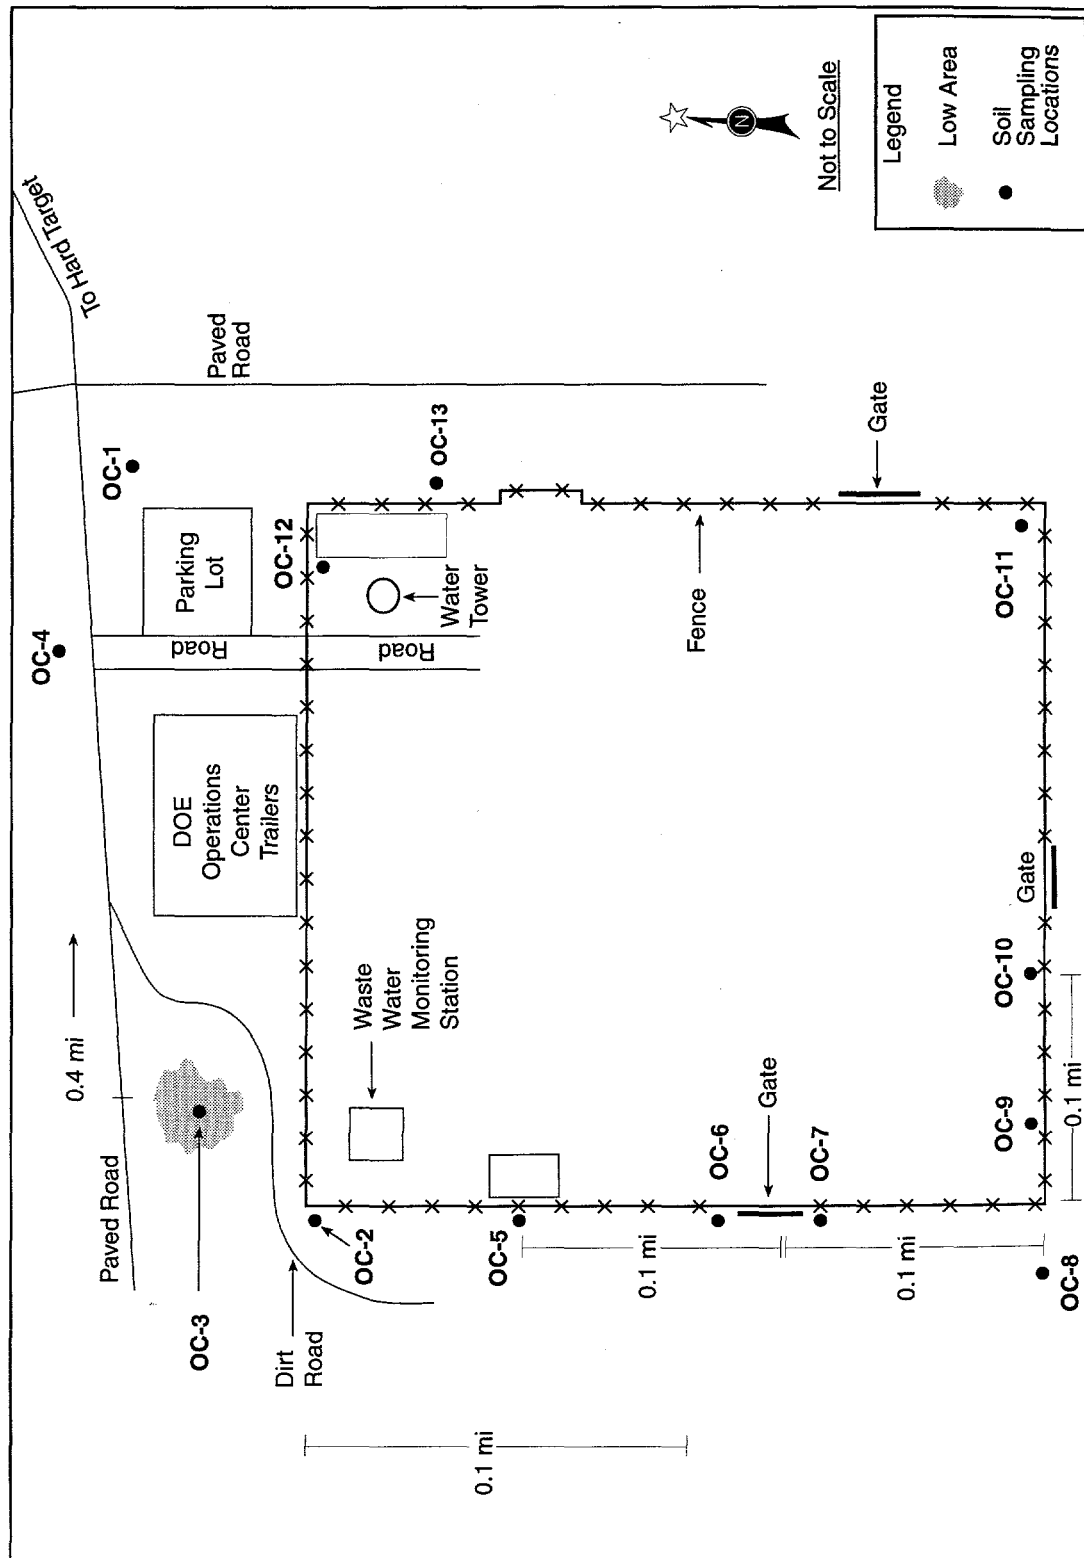 To Hard Target
Paved
Road
OC-1
OC-4
Parking
Lot
Road
Road
OC-12
OC-13
Water
Tower
DOE
Operations
Center
Trailers
0.4 mi
Paved Road
OC-3
Dirt
Road
OC-2
Waste
Water
Monitoring
Station
OC-5
OC-6
Gate
OC-7
0.1 mi
0.1 mi
0.1 mi
OC-8
OC-9
0.1 mi
OC-10
Gate
OC-11
Fence
Gate
N
Not to Scale
Legend
Low Area
Soil
Sampling
Locations